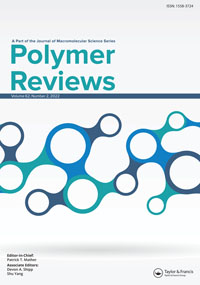 ISSN: 1558-3724
A Part of the Journal of Macromolecular Science Series
Polymer
Reviews
Volume 62, Number 2, 2022
Editor-in-Chief:
Patrick T. Mather
Associate Editors:
Devon A. Shipp
Shu Yang
Taylor & Francis
Taylor & Francis Group